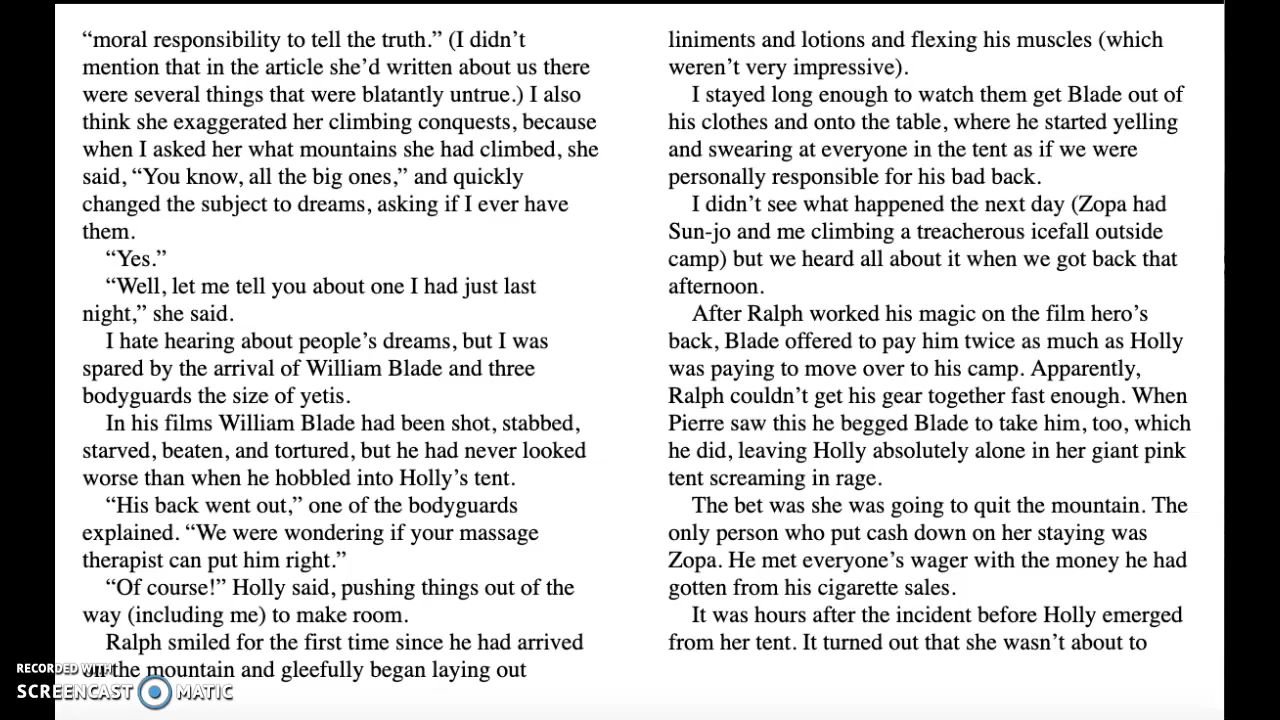 “moral responsibility to tell the truth.” (I didn’t
mention that in the article she’d written about us there
were several things that were blatantly untrue.) I also
think she exaggerated her climbing conquests, because
when I asked her what mountains she had climbed, she
said, “You know, all the big ones,” and quickly
changed the subject to dreams, asking if I ever have
them.
“Yes.”
“Well, let me tell you about one I had just last
night,” she said.
I hate hearing about people’s dreams, but I was
spared by the arrival of William Blade and three
bodyguards the size of yetis.
In his films William Blade had been shot, stabbed,
starved, beaten, and tortured, but he had never looked
worse than when he hobbled into Holly’s tent.
“His back went out,” one of the bodyguards
explained. “We were wondering if your massage
therapist can put him right.”
“Of course!” Holly said, pushing things out of the
way (including me) to make room.
Ralph smiled for the first time since he had arrived
on the mountain and gleefully began laying out
liniments and lotions and flexing his muscles (which
weren’t very impressive).
I stayed long enough to watch them get Blade out of
his clothes and onto the table, where he started yelling
and swearing at everyone in the tent as if we were
personally responsible for his bad back.
I didn’t see what happened the next day (Zopa had
Sun-jo and me climbing a treacherous icefall outside
camp) but we heard all about it when we got back that
afternoon.
After Ralph worked his magic on the film hero’s
back, Blade offered to pay him twice as much as Holly
was paying to move over to his camp. Apparently,
Ralph couldn’t get his gear together fast enough. When
Pierre saw this he begged Blade to take him, too, which
he did, leaving Holly absolutely alone in her giant pink
tent screaming in rage.
The bet was she was going to quit the mountain. The
only person who put cash down on her staying was
Zopa. He met everyone’s wager with the money he had
gotten from his cigarette sales.
It was hours after the incident before Holly emerged
from her tent. It turned out that she wasn’t about to
RECORDED WITH
SCREENCAST MATIC